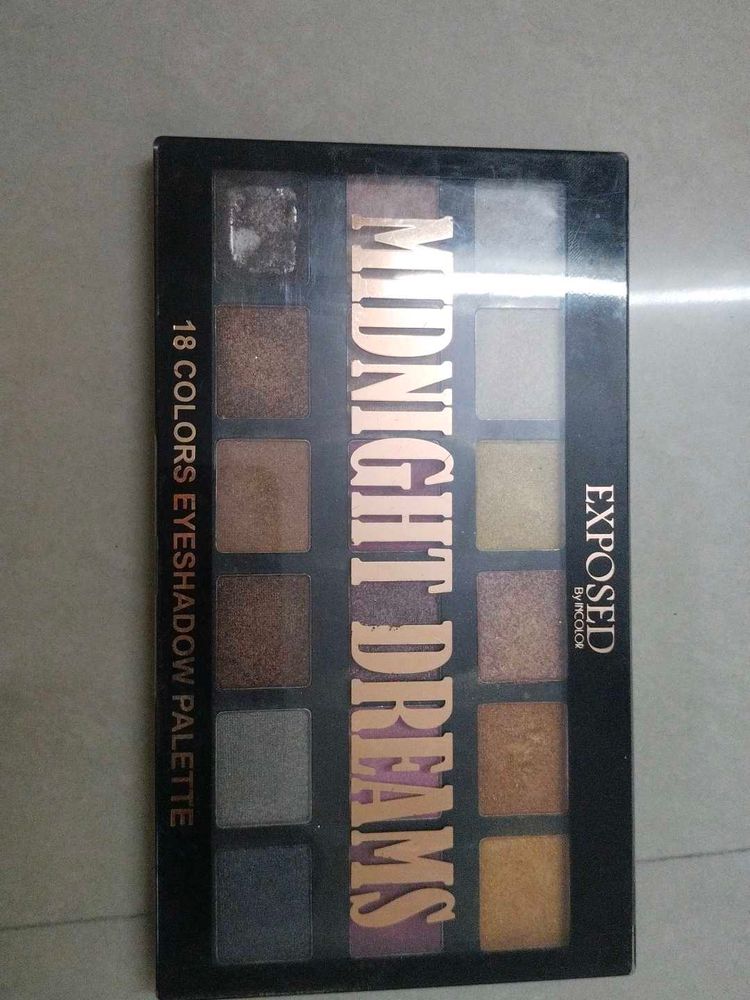 EXPOSED
By INCOLOR
MIDNIGHT DREAMS
18 COLORS EYESHADOW PALETTE